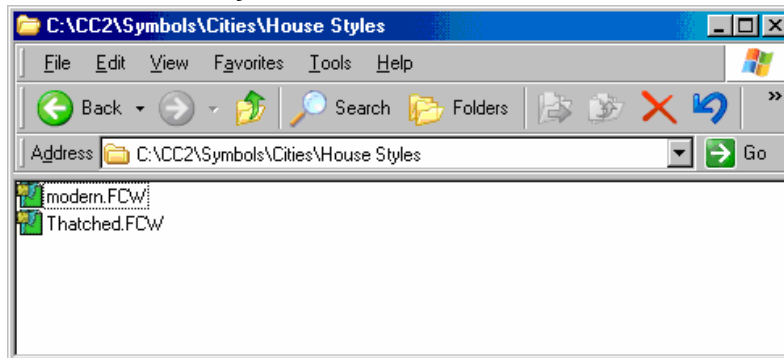 C:\CC2\Symbols\Cities\House Styles
File Edit View Favorites Tools Help
Back Search Folders »
Address C:\CC2\Symbols\Cities\House Styles Go
modern.FCW
Thatched.FCW